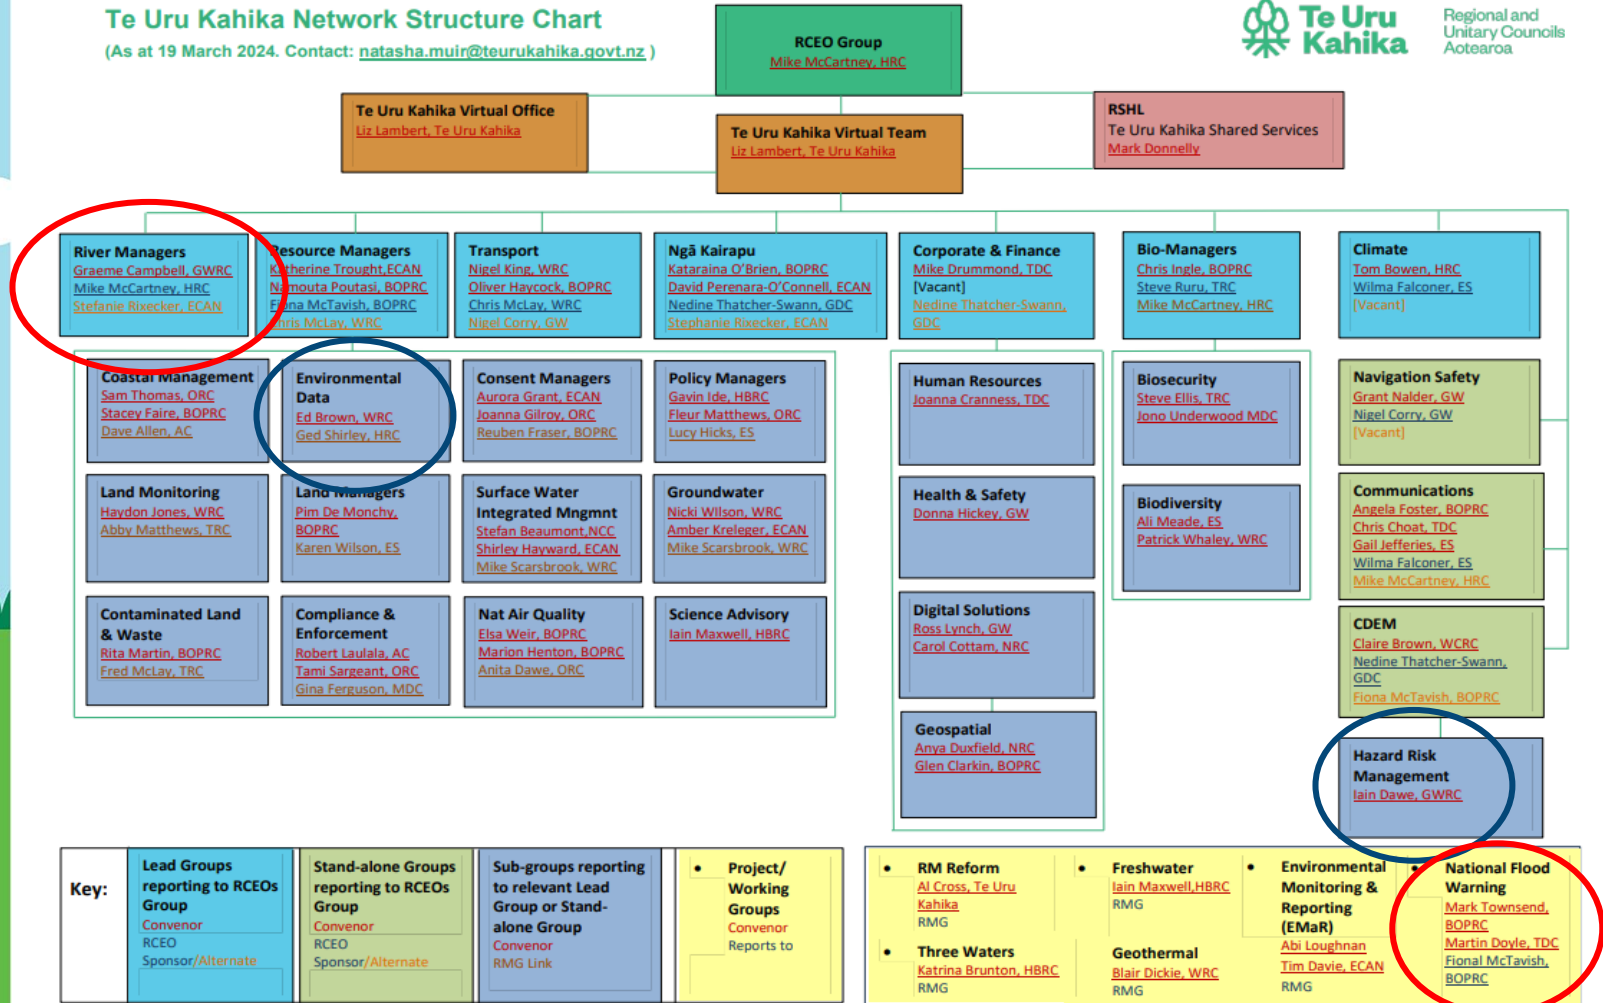 Te Uru Kahika Network Structure Chart
(As at 19 March 2024. Contact: natasha.muir@teurukahika.govt.nz )
Te Uru
Kahika
Regional and
Unitary Councils
Aotearoa
RCEO Group
Mike McCartney, HRC
Te Uru Kahika Virtual Office
Liz Lambert, Te Uru Kahika
Te Uru Kahika Virtual Team
Liz Lambert, Te Uru Kahika
RSHL
Te Uru Kahika Shared Services
Mark Donnelly
River Managers
Graeme Campbell, GWRC
Mike McCartney, HRC
Stefanie Rixecker, ECAN
Resource Managers
Katherine Trought,ECAN
Namouta Poutasi, BOPRC
Fiona McTavish, BOPRC
Chris McLay, WRC
Transport
Nigel King, WRC
Oliver Haycock, BOPRC
Chris McLay, WRC
Nigel Corry, GW
Ngā Kairapu
Kataraina O'Brien, BOPRC
David Perenara-O'Connell, ECAN
Nedine Thatcher-Swann, GDC
Stephanie Rixecker, ECAN
Corporate & Finance
Mike Drummond, TDC
[Vacant]
Nedine Thatcher-Swann,
GDC
Bio-Managers
Chris Ingle, BOPRC
Steve Ruru, TRC
Mike McCartney, HRC
Climate
Tom Bowen, HRC
Wilma Falconer, ES
[Vacant]
Coastal Management
Sam Thomas, ORC
Stacey Faire, BOPRC
Dave Allen, AC
Environmental
Data
Ed Brown, WRC
Ged Shirley, HRC
Consent Managers
Aurora Grant, ECAN
Joanna Gilroy, ORC
Reuben Fraser, BOPRC
Policy Managers
Gavin Ide, HBRC
Fleur Matthews, ORC
Lucy Hicks, ES
Human Resources
Joanna Cranness, TDC
Biosecurity
Steve Ellis, TRC
Jono Underwood MDC
Navigation Safety
Grant Nalder, GW
Nigel Corry, GW
[Vacant]
Land Monitoring
Haydon Jones, WRC
Abby Matthews, TRC
Land Managers
Pim De Monchy,
BOPRC
Karen Wilson, ES
Surface Water
Integrated Mngmnt
Stefan Beaumont,NCC
Shirley Hayward, ECAN
Mike Scarsbrook, WRC
Groundwater
Nicki WIlson, WRC
Amber Kreleger, ECAN
Mike Scarsbrook, WRC
Health & Safety
Donna Hickey, GW
Biodiversity
Ali Meade, ES
Patrick Whaley, WRC
Communications
Angela Foster, BOPRC
Chris Choat, TDC
Gail Jefferies, ES
Wilma Falconer, ES
Mike McCartney, HRC
Contaminated Land
& Waste
Rita Martin, BOPRC
Fred McLay, TRC
Compliance &
Enforcement
Robert Laulala, AC
Tami Sargeant, ORC
Gina Ferguson, MDC
Nat Air Quality
Elsa Weir, BOPRC
Marion Henton, BOPRC
Anita Dawe, ORC
Science Advisory
Iain Maxwell, HBRC
Digital Solutions
Ross Lynch, GW
Carol Cottam, NRC
CDEM
Claire Brown, WCRC
Nedine Thatcher-Swann,
GDC
Fiona McTavish, BOPRC
Geospatial
Anya Duxfield, NRC
Glen Clarkin, BOPRC
Hazard Risk
Management
Iain Dawe, GWRC
Key:
Lead Groups
reporting to RCEOs
Group
Convenor
RCEO
Sponsor/Alternate
Stand-alone Groups
reporting to RCEOs
Group
Convenor
RCEO
Sponsor/Alternate
Sub-groups reporting
to relevant Lead
Group or Stand-
alone Group
Convenor
RMG Link
• Project/
Working
Groups
Convenor
Reports to
• RM Reform
Al Cross, Te Uru
Kahika
RMG
• Three Waters
Katrina Brunton, HBRC
RMG
• Freshwater
Iain Maxwell,HBRC
RMG
Geothermal
Blair Dickie, WRC
RMG
• Environmental
Monitoring &
Reporting
(EMaR)
Abi Loughnan
Tim Davie, ECAN
RMG
• National Flood
Warning
Mark Townsend,
BOPRC
Martin Doyle, TDC
Fional McTavish,
BOPRC